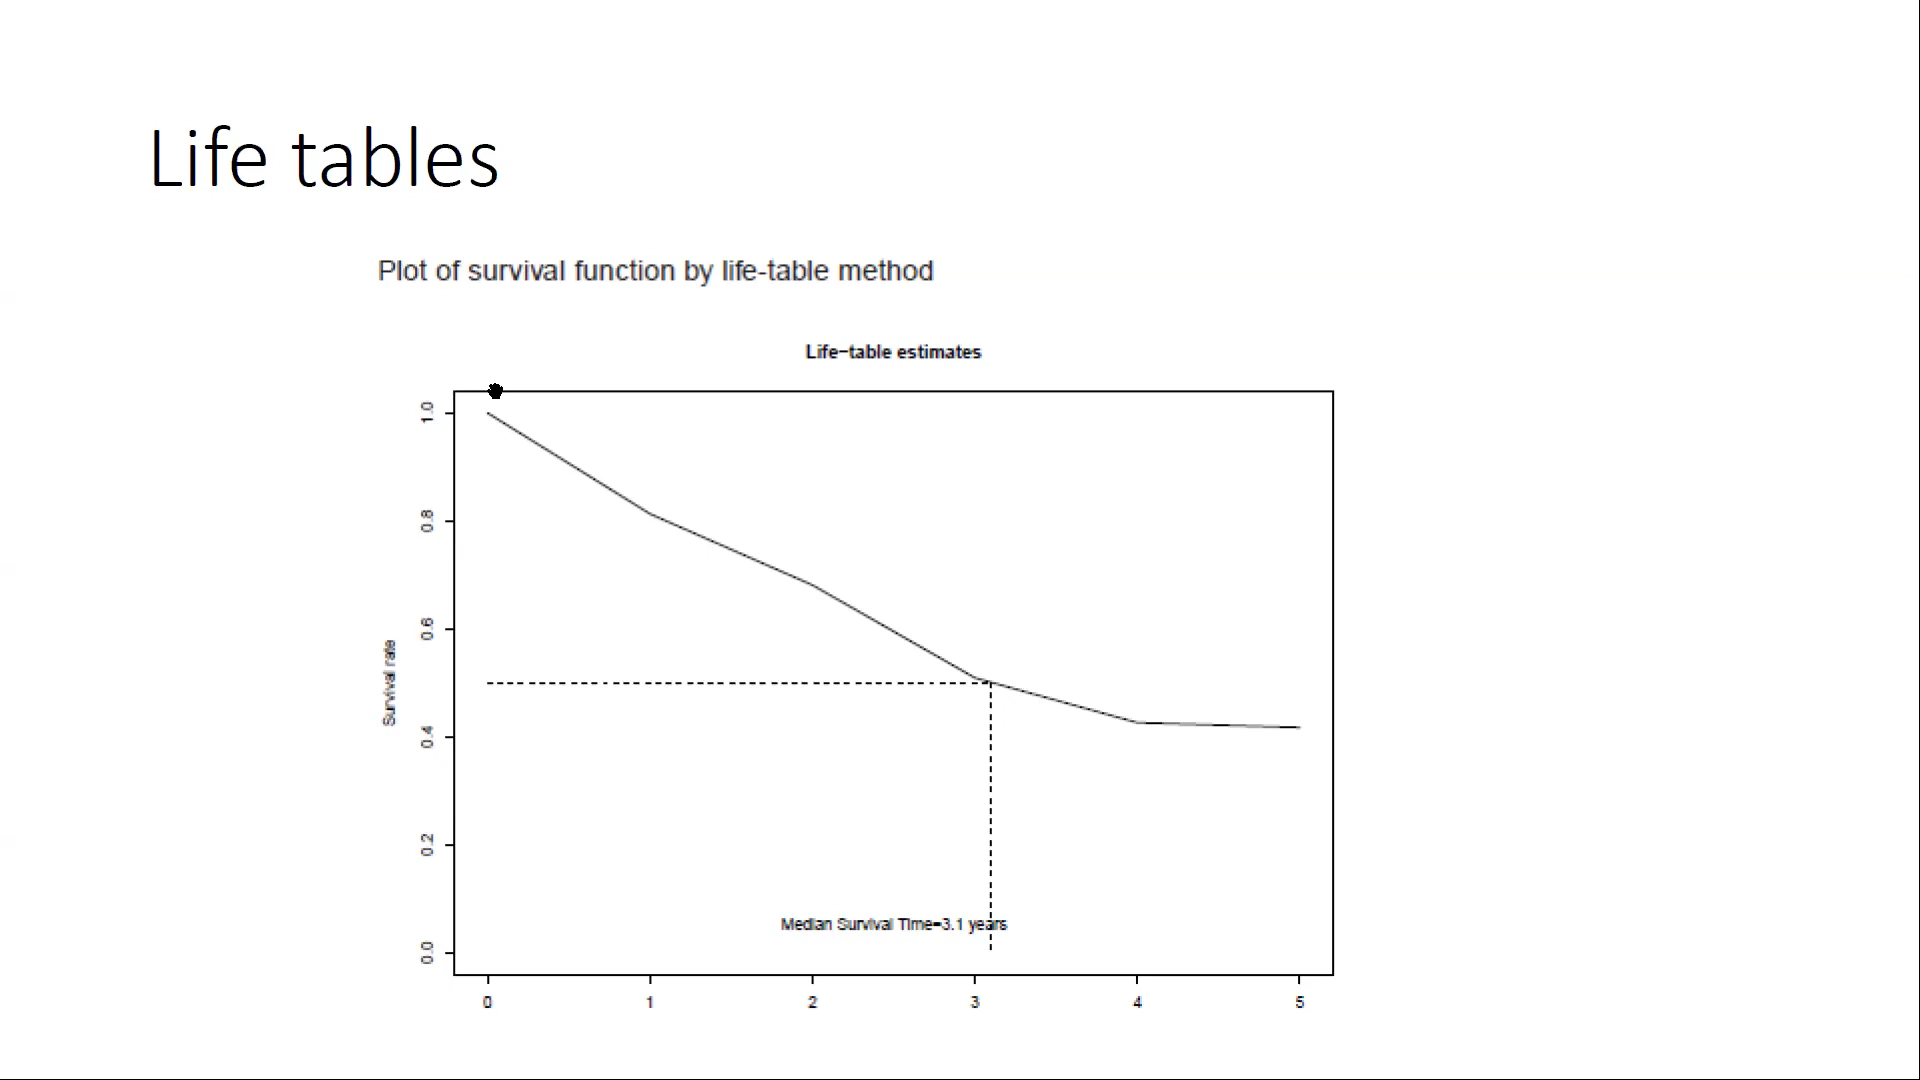 Life tables
Plot of survival function by life-table method
Life-table estimates
1.0
0.8
0.6
0.4
0.2
0.0
Survival rate
Median Survival Time=3.1 years
0 1 2 3 4 5